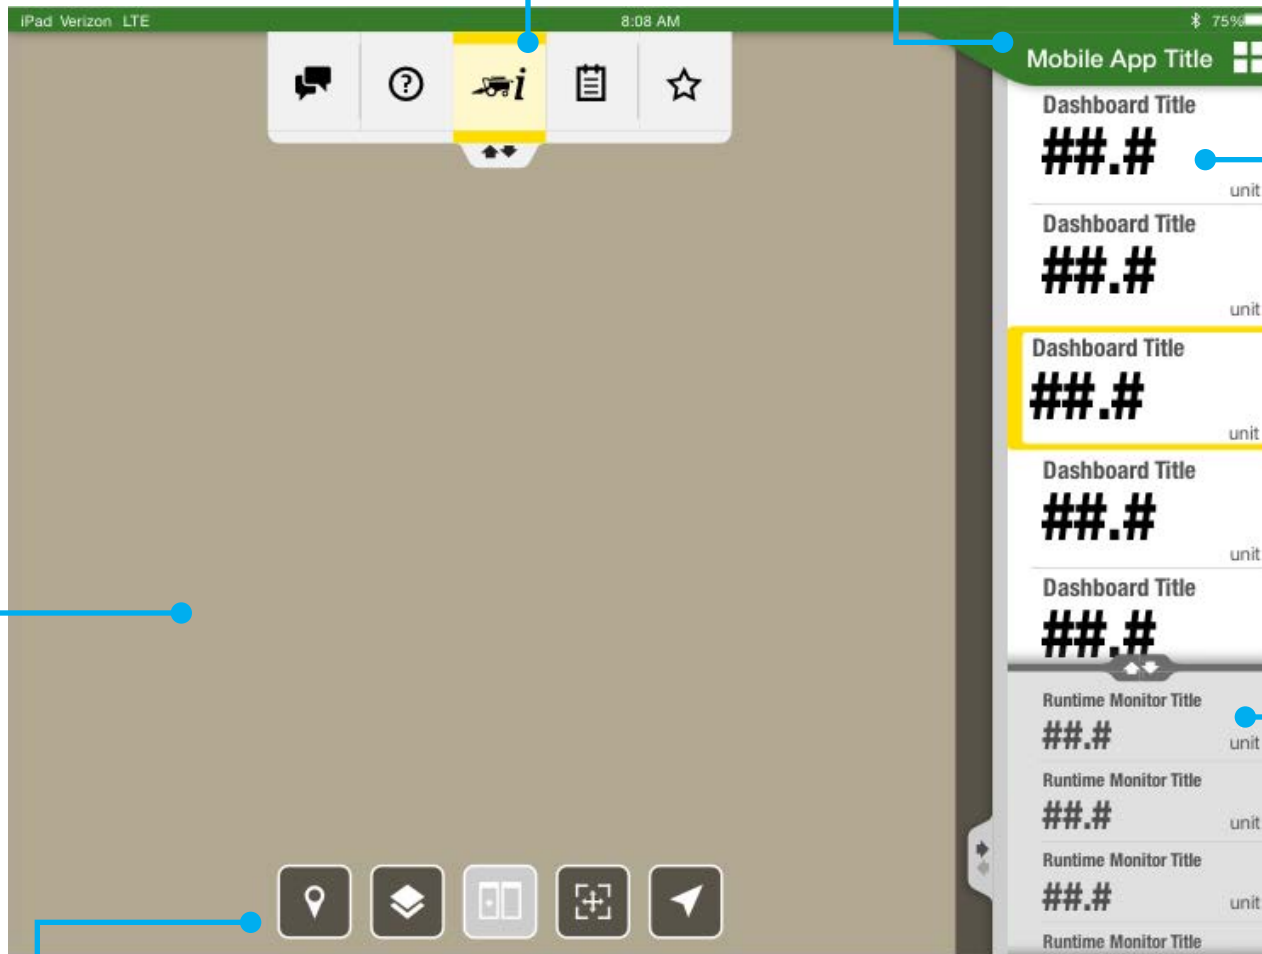 iPad Verizon LTE 8:08 AM 75%
Mobile App Title
i
Dashboard Title
##.#
unit
Dashboard Title
##.#
unit
Dashboard Title
##.#
unit
Dashboard Title
##.#
unit
Dashboard Title
##.#
Runtime Monitor Title
##.#
unit
Runtime Monitor Title
##.#
unit
Runtime Monitor Title
##.#
unit
Runtime Monitor Title